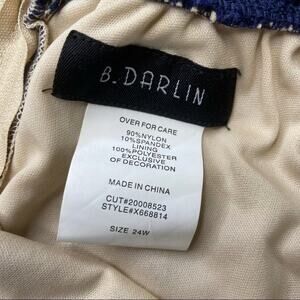 B.DARLIN
OVER FOR CARE
90%NYLON
10%SPANDEX
LINING
100%POLYESTER
EXCLUSIVE
OF DECORATION
MADE IN CHINA
CUT#20008523
STYLE#X668814
SIZE 24W